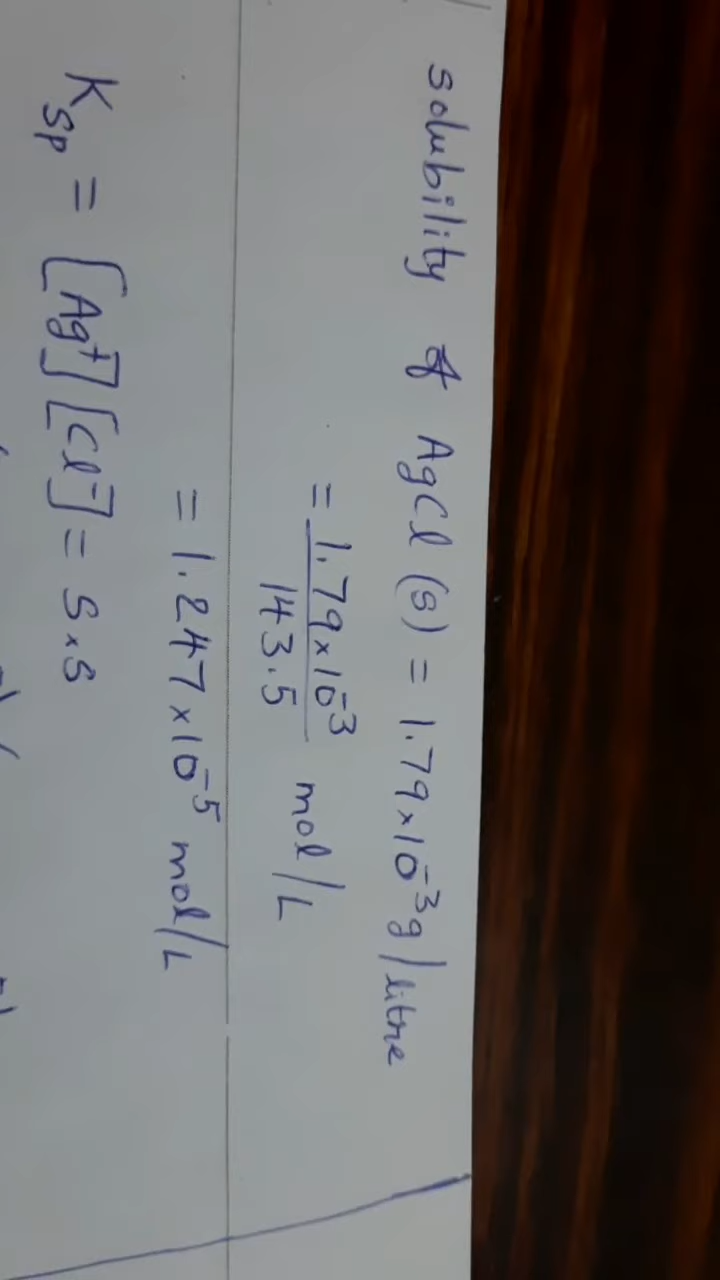 solubility of AgCl (s) = 1.79×10⁻³ g/litre
= 1.79×10⁻³ / 143.5 mol/L
= 1.247×10⁻⁵ mol/L
Ksp = [Ag⁺][Cl⁻] = s×s